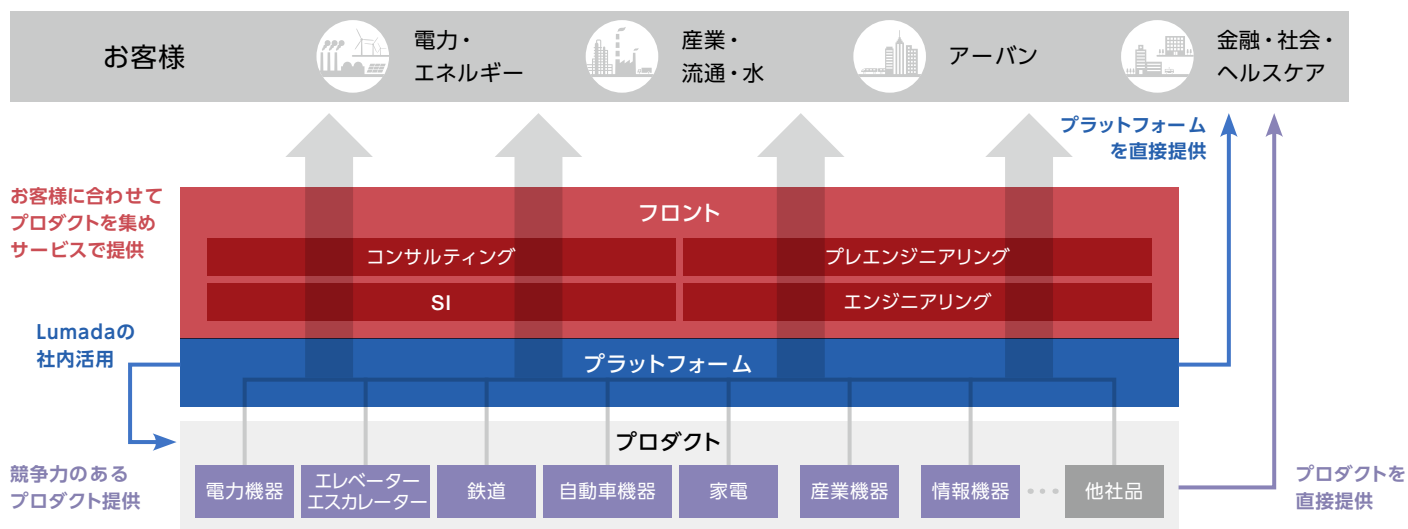 お客様
電力・
エネルギー
産業・
流通・水
アーバン
金融・社会・
ヘルスケア
プラットフォーム
を直接提供
お客様に合わせて
プロダクトを集め
サービスで提供
フロント
コンサルティング
プレエンジニアリング
SI
エンジニアリング
Lumadaの
社内活用
プラットフォーム
プロダクト
競争力のある
プロダクト提供
電力機器
エレベーター
エスカレーター
鉄道
自動車機器
家電
産業機器
情報機器
•••
他社品
プロダクトを
直接提供